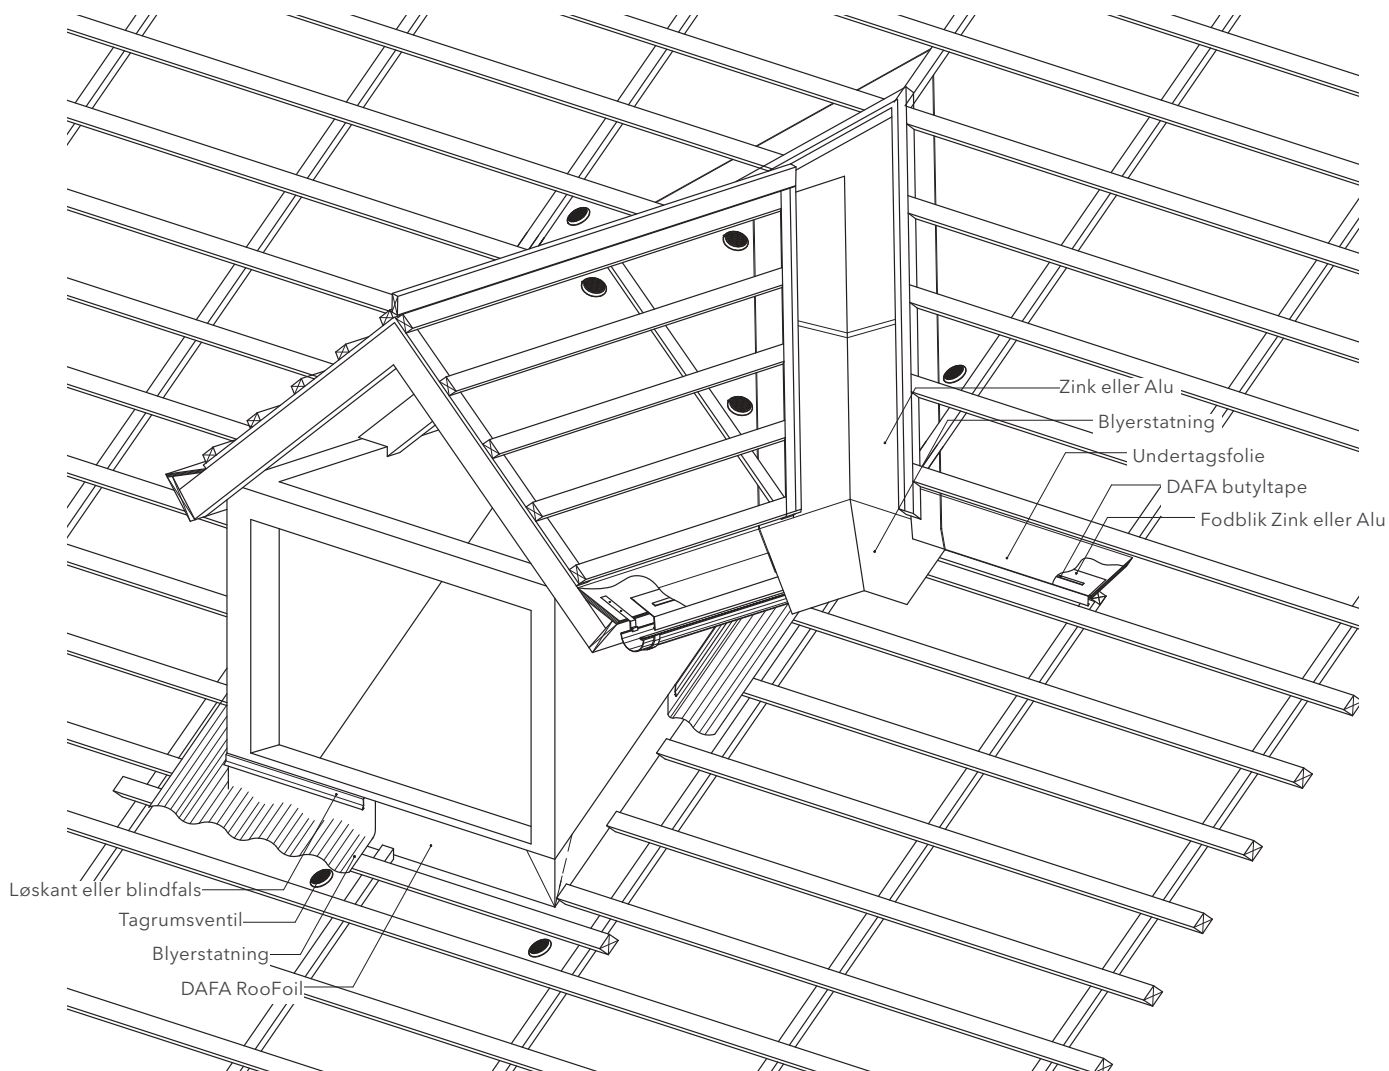 Zink eller Alu
Blyerstatning
Undertagsfolie
DAFA butyltape
Fodblik Zink eller Alu
Løskant eller blindfals
Tagrumsventil
Blyerstatning
DAFA RooFoil